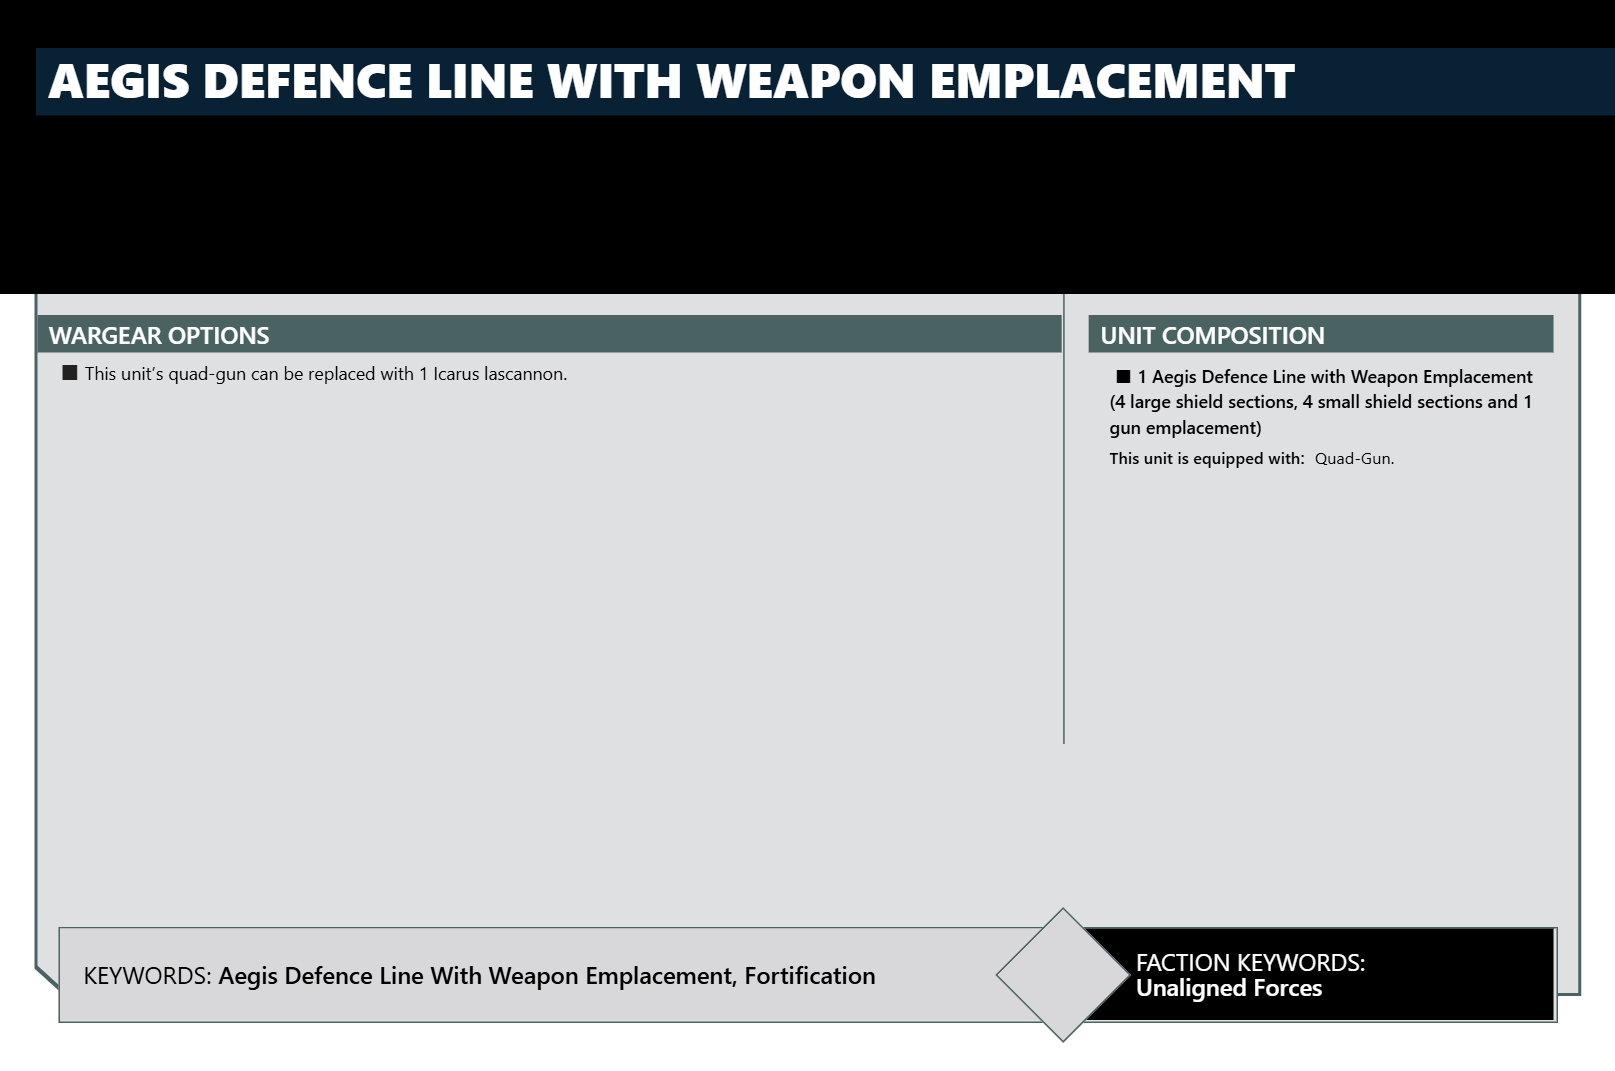 AEGIS DEFENCE LINE WITH WEAPON EMPLACEMENT
WARGEAR OPTIONS
■ This unit's quad-gun can be replaced with 1 Icarus lascannon.
UNIT COMPOSITION
■ 1 Aegis Defence Line with Weapon Emplacement
(4 large shield sections, 4 small shield sections and 1
gun emplacement)
This unit is equipped with: Quad-Gun.
KEYWORDS: Aegis Defence Line With Weapon Emplacement, Fortification
FACTION KEYWORDS:
Unaligned Forces